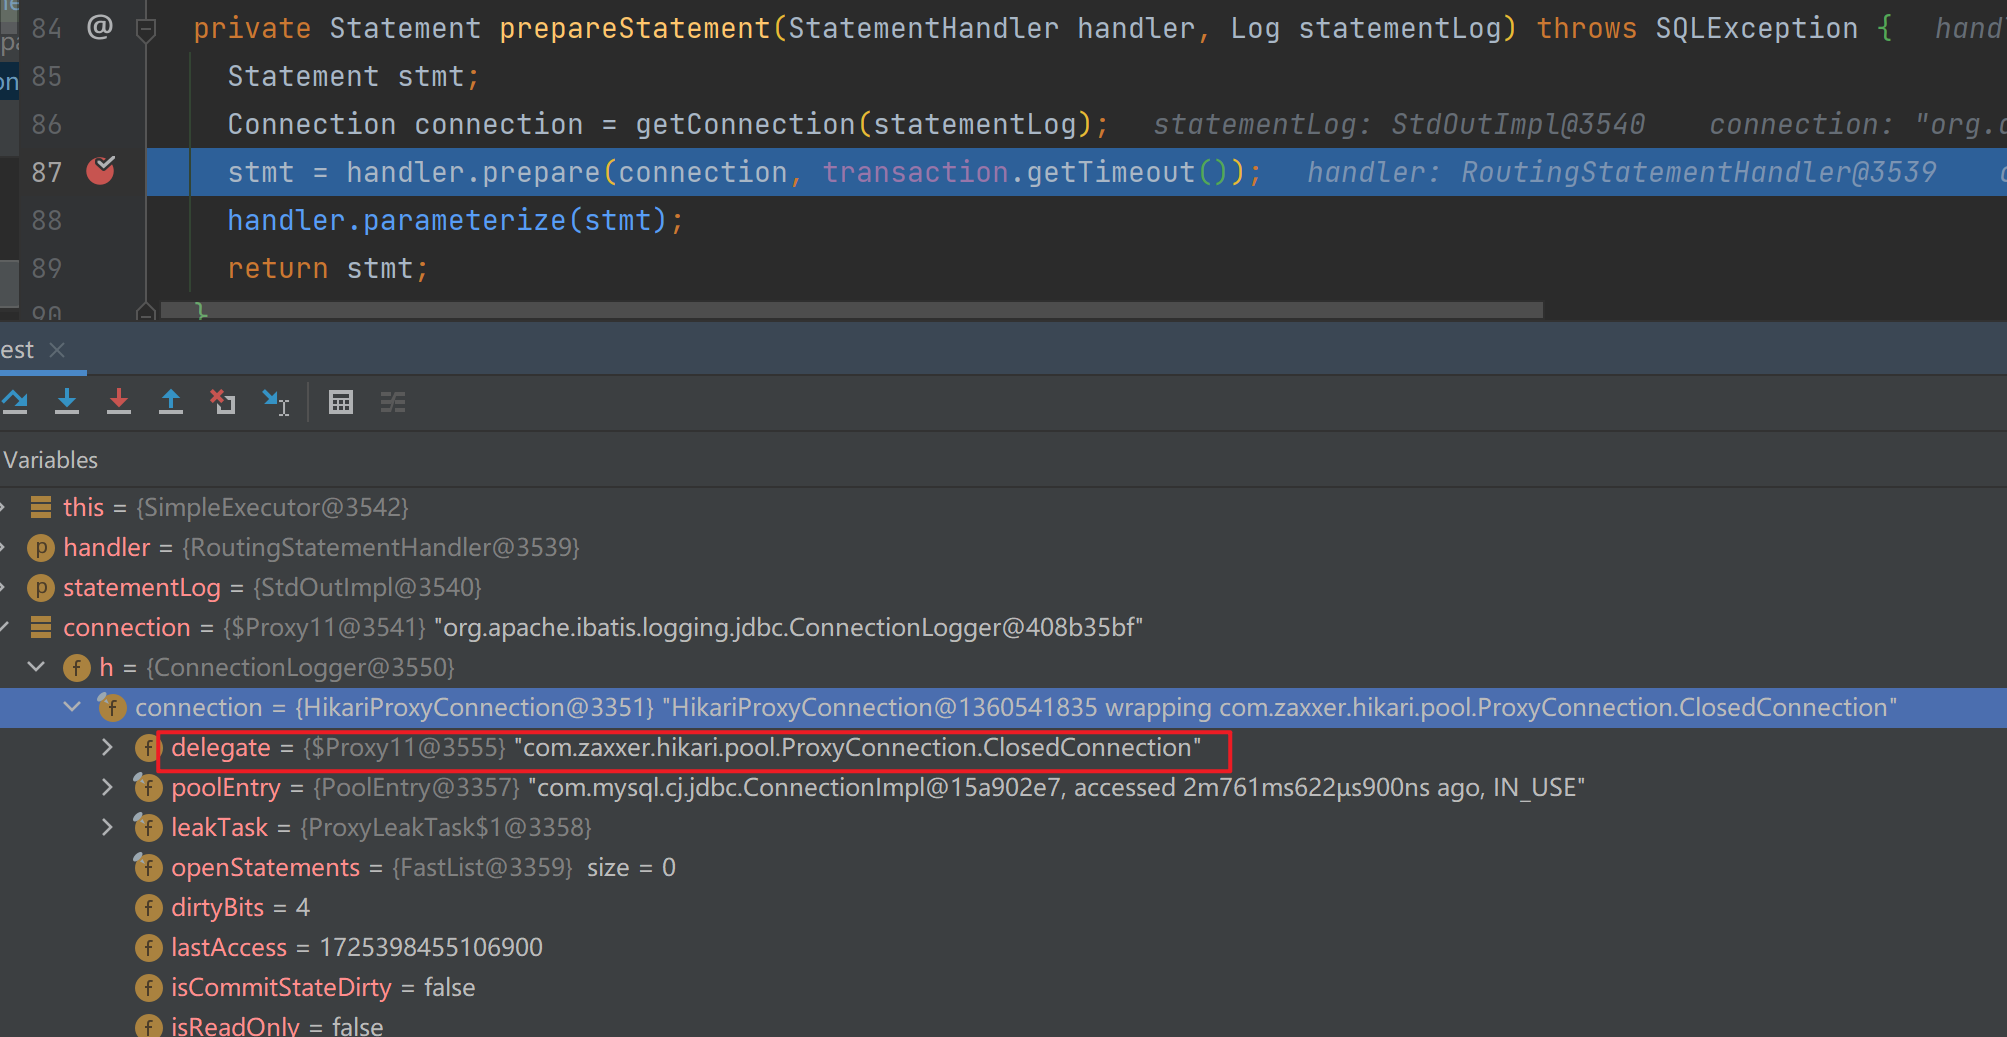 84 @ private Statement prepareStatement(StatementHandler handler, Log statementLog) throws SQLException {
85 Statement stmt;
86 Connection connection = getConnection(statementLog); statementLog: StdOutImpl@3540 connection:
87 stmt = handler.prepare(connection, transaction.getTimeout()); handler: RoutingStatementHandler@3539
88 handler.parameterize(stmt);
89 return stmt;
90 }
est
Variables
this = {SimpleExecutor@3542}
p handler = {RoutingStatementHandler@3539}
p statementLog = {StdOutImpl@3540}
connection = {$Proxy11@3541} "org.apache.ibatis.logging.jdbc.ConnectionLogger@408b35bf"
f h = {ConnectionLogger@3550}
f connection = {HikariProxyConnection@3351} "HikariProxyConnection@1360541835 wrapping com.zaxxer.hikari.pool.ProxyConnection.ClosedConnection"
f delegate = {$Proxy11@3555} "com.zaxxer.hikari.pool.ProxyConnection.ClosedConnection"
f poolEntry = {PoolEntry@3357} "com.mysql.cj.jdbc.ConnectionImpl@15a902e7, accessed 2m761ms622μs900ns ago, IN_USE"
f leakTask = {ProxyLeakTask$1@3358}
f openStatements = {FastList@3359} size = 0
f dirtyBits = 4
f lastAccess = 1725398455106900
f isCommitStateDirty = false
f isReadOnly = false